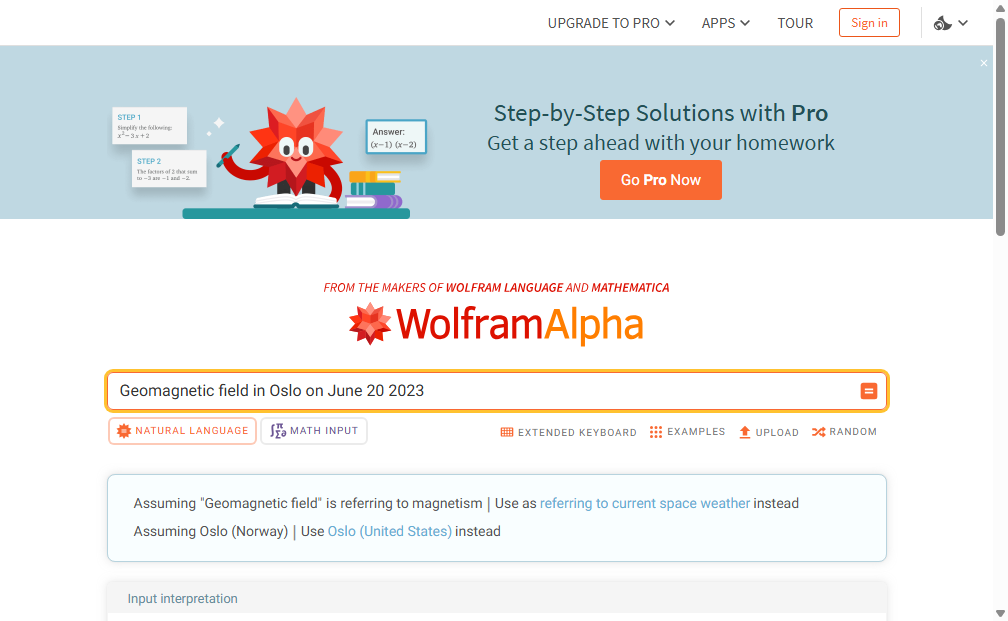 UPGRADE TO PRO APPS TOUR Sign in
STEP 1
Simplify the following:
x² − 3 x + 2
STEP 2
The factors of 2 that sum
to −3 are −1 and −2.
Answer:
(x−1) (x−2)
Step-by-Step Solutions with Pro
Get a step ahead with your homework
Go Pro Now
FROM THE MAKERS OF WOLFRAM LANGUAGE AND MATHEMATICA
WolframAlpha
Geomagnetic field in Oslo on June 20 2023
NATURAL LANGUAGE MATH INPUT EXTENDED KEYBOARD EXAMPLES UPLOAD RANDOM
Assuming "Geomagnetic field" is referring to magnetism | Use as referring to current space weather instead
Assuming Oslo (Norway) | Use Oslo (United States) instead
Input interpretation